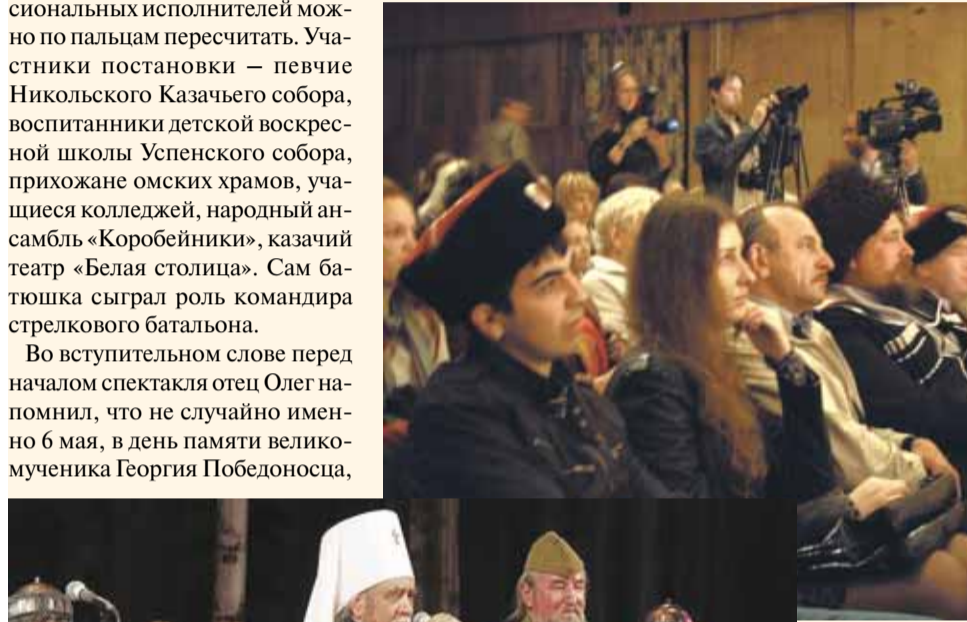 сиональных исполнителей мож-
но по пальцам пересчитать. Уча-
стники постановки — певчие
Никольского Казачьего собора,
воспитанники детской воскрес-
ной школы Успенского собора,
прихожане омских храмов, уча-
щиеся колледжей, народный ан-
самбль «Коробейники», казачий
театр «Белая столица». Сам ба-
тюшка сыграл роль командира
стрелкового батальона.
Во вступительном слове перед
началом спектакля отец Олег на-
помнил, что не случайно имен-
но 6 мая, в день памяти велико-
мученика Георгия Победоносца,